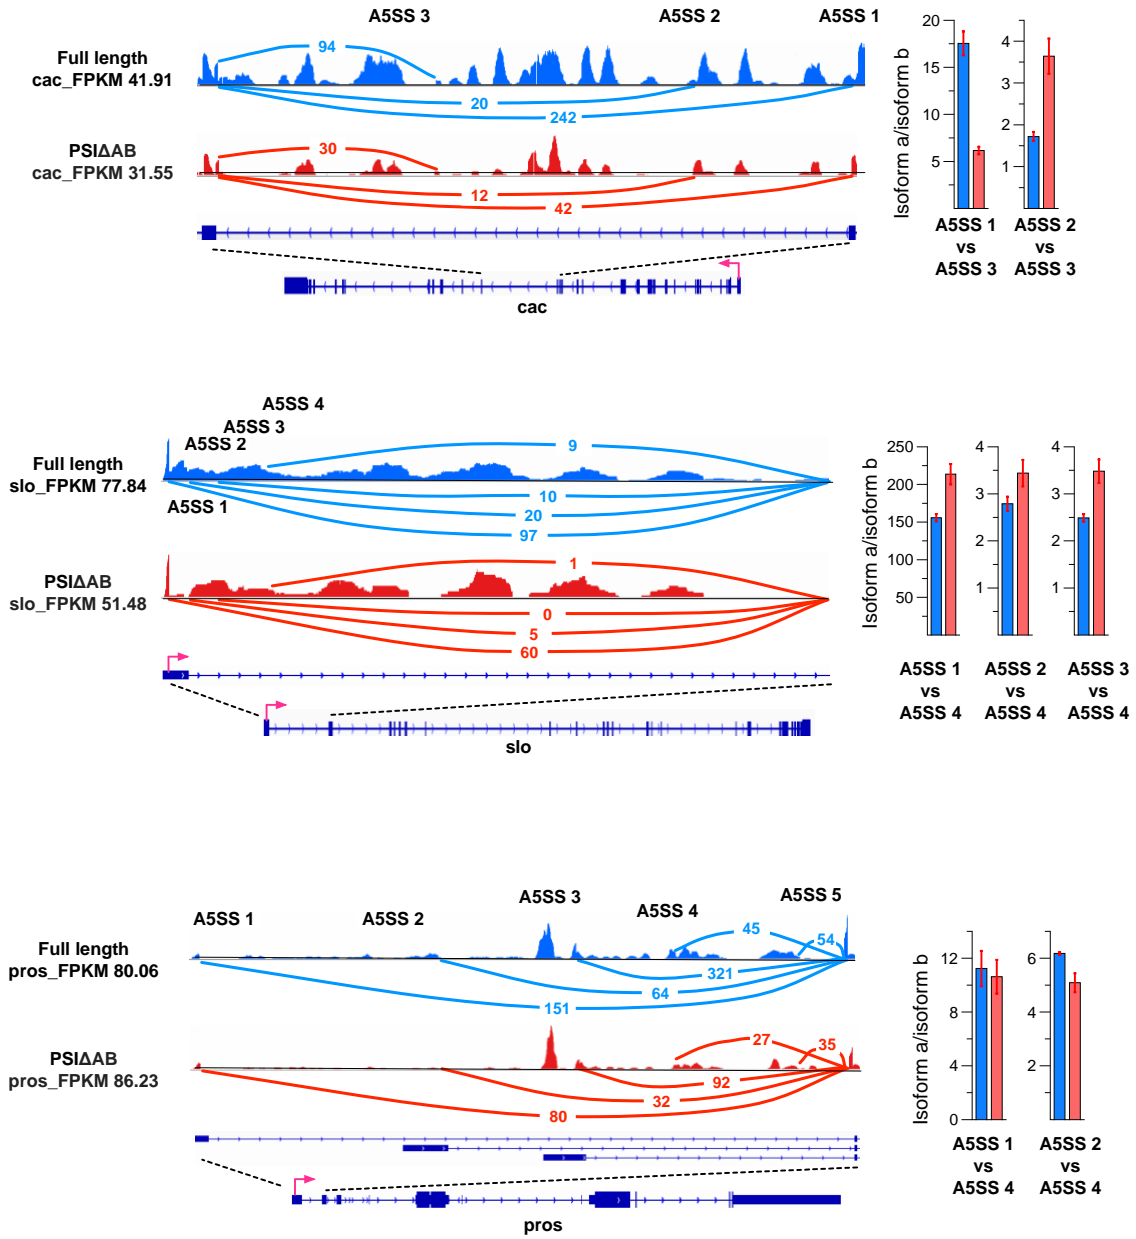 A5SS 3
A5SS 2
A5SS 1
Full length
cac_FPKM 41.91
94
20
242
PSIΔAB
cac_FPKM 31.55
30
12
42
cac
Isoform a/isoform b
20
15
10
5
4
3
2
1
A5SS 1
vs
A5SS 3
A5SS 2
vs
A5SS 3
A5SS 4
A5SS 3
A5SS 2
A5SS 1
Full length
slo_FPKM 77.84
9
10
20
97
PSIΔAB
slo_FPKM 51.48
1
0
5
60
slo
Isoform a/isoform b
250
200
150
100
50
4
3
2
1
4
3
2
1
A5SS 1
vs
A5SS 4
A5SS 2
vs
A5SS 4
A5SS 3
vs
A5SS 4
A5SS 1
A5SS 2
A5SS 3
A5SS 4
A5SS 5
Full length
pros_FPKM 80.06
45
54
321
64
151
PSIΔAB
pros_FPKM 86.23
27
35
92
32
80
pros
Isoform a/isoform b
12
8
4
0
6
4
2
A5SS 1
vs
A5SS 4
A5SS 2
vs
A5SS 4